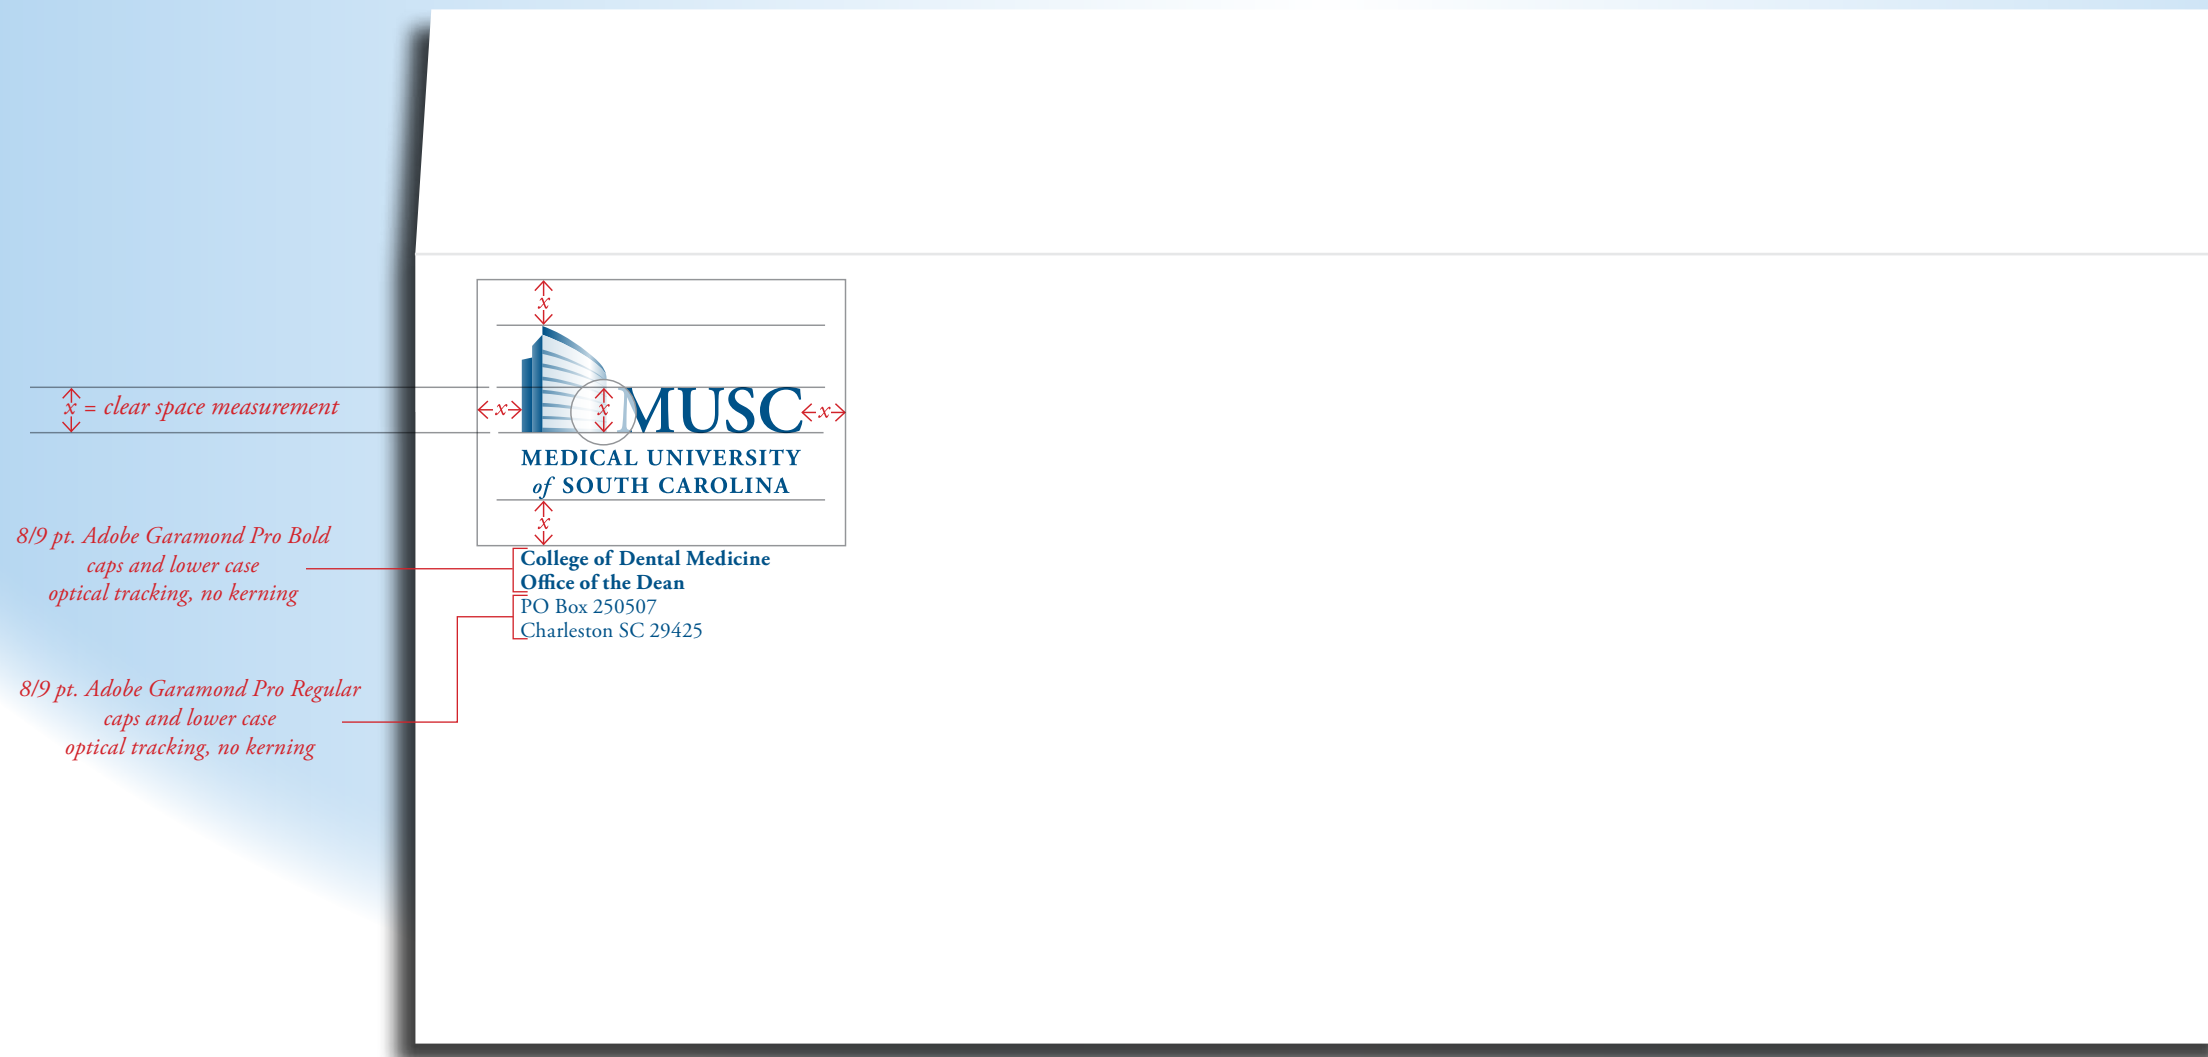 x
x = clear space measurement
x
x
MUSC
x
MEDICAL UNIVERSITY
of SOUTH CAROLINA
x
8/9 pt. Adobe Garamond Pro Bold
caps and lower case
optical tracking, no kerning
College of Dental Medicine
Office of the Dean
PO Box 250507
Charleston SC 29425
8/9 pt. Adobe Garamond Pro Regular
caps and lower case
optical tracking, no kerning